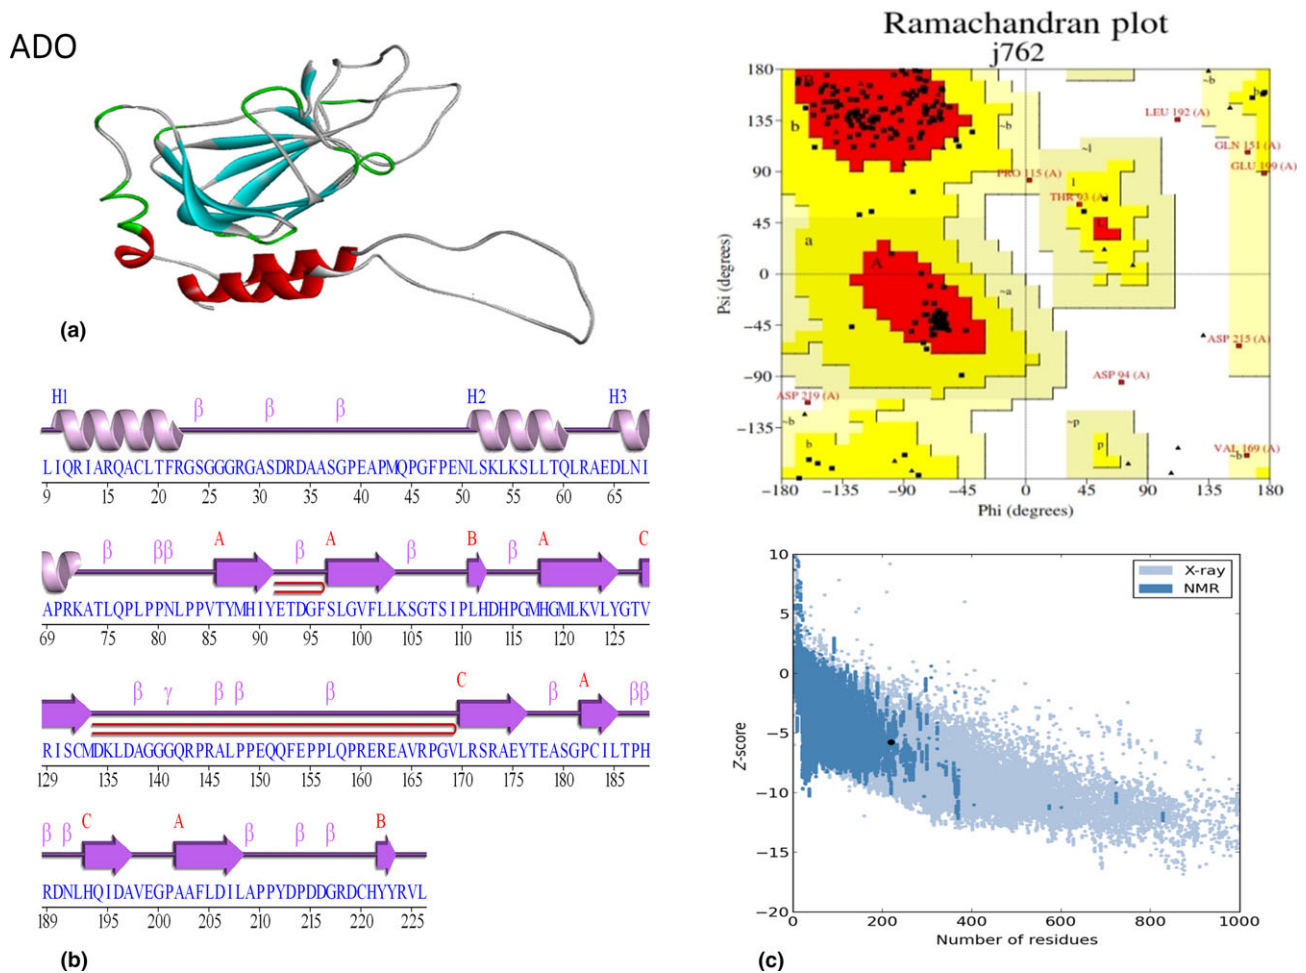 ADO
(a)
H1 β β β H2 H3
LIQRIARQACLTFRGSGGGRGASDRDAASGPEAPMQPGFPENLSKLKSLLTQLRAEDLNI
9 15 20 25 30 35 40 45 50 55 60 65
β ββ A β A β B β A C
APRKATLQPLPPNLPPVTYMHIYETDGFSLGVFLLKSGTSIPLHDHPGMHGMLKVLYGTV
69 75 80 85 90 95 100 105 110 115 120 125
β γ β β β C β A ββ
RISCMDKLDAGGGQRPRALPPEQQFEPPLQPREREAVRPGVLRSRAEYTEASGPCILTPH
129 135 140 145 150 155 160 165 170 175 180 185
β β C A β β β B
RDNLHQIDAVEGPAAFLDILAPPYDPDDGRDCHYYRVL
189 195 200 205 210 215 220 225
(b)
Ramachandran plot
j762
180
135
90
45
0
−45
−90
−135
Psi (degrees)
B
~b
b
b
LEU 192 (A)
b
~b
~l
GLN 151 (A)
PRO 115 (A)
GLU 199 (A)
l
THR 93 (A)
L
a
A
~a
ASP 215 (A)
ASP 94 (A)
ASP 219 (A)
~b
~p
b
p
VAL 169 (A)
~b
−180 −135 −90 −45 0 45 90 135 180
Phi (degrees)
10
5
0
−5
−10
−15
−20
Z-score
X-ray
NMR
0 200 400 600 800 1000
Number of residues
(c)